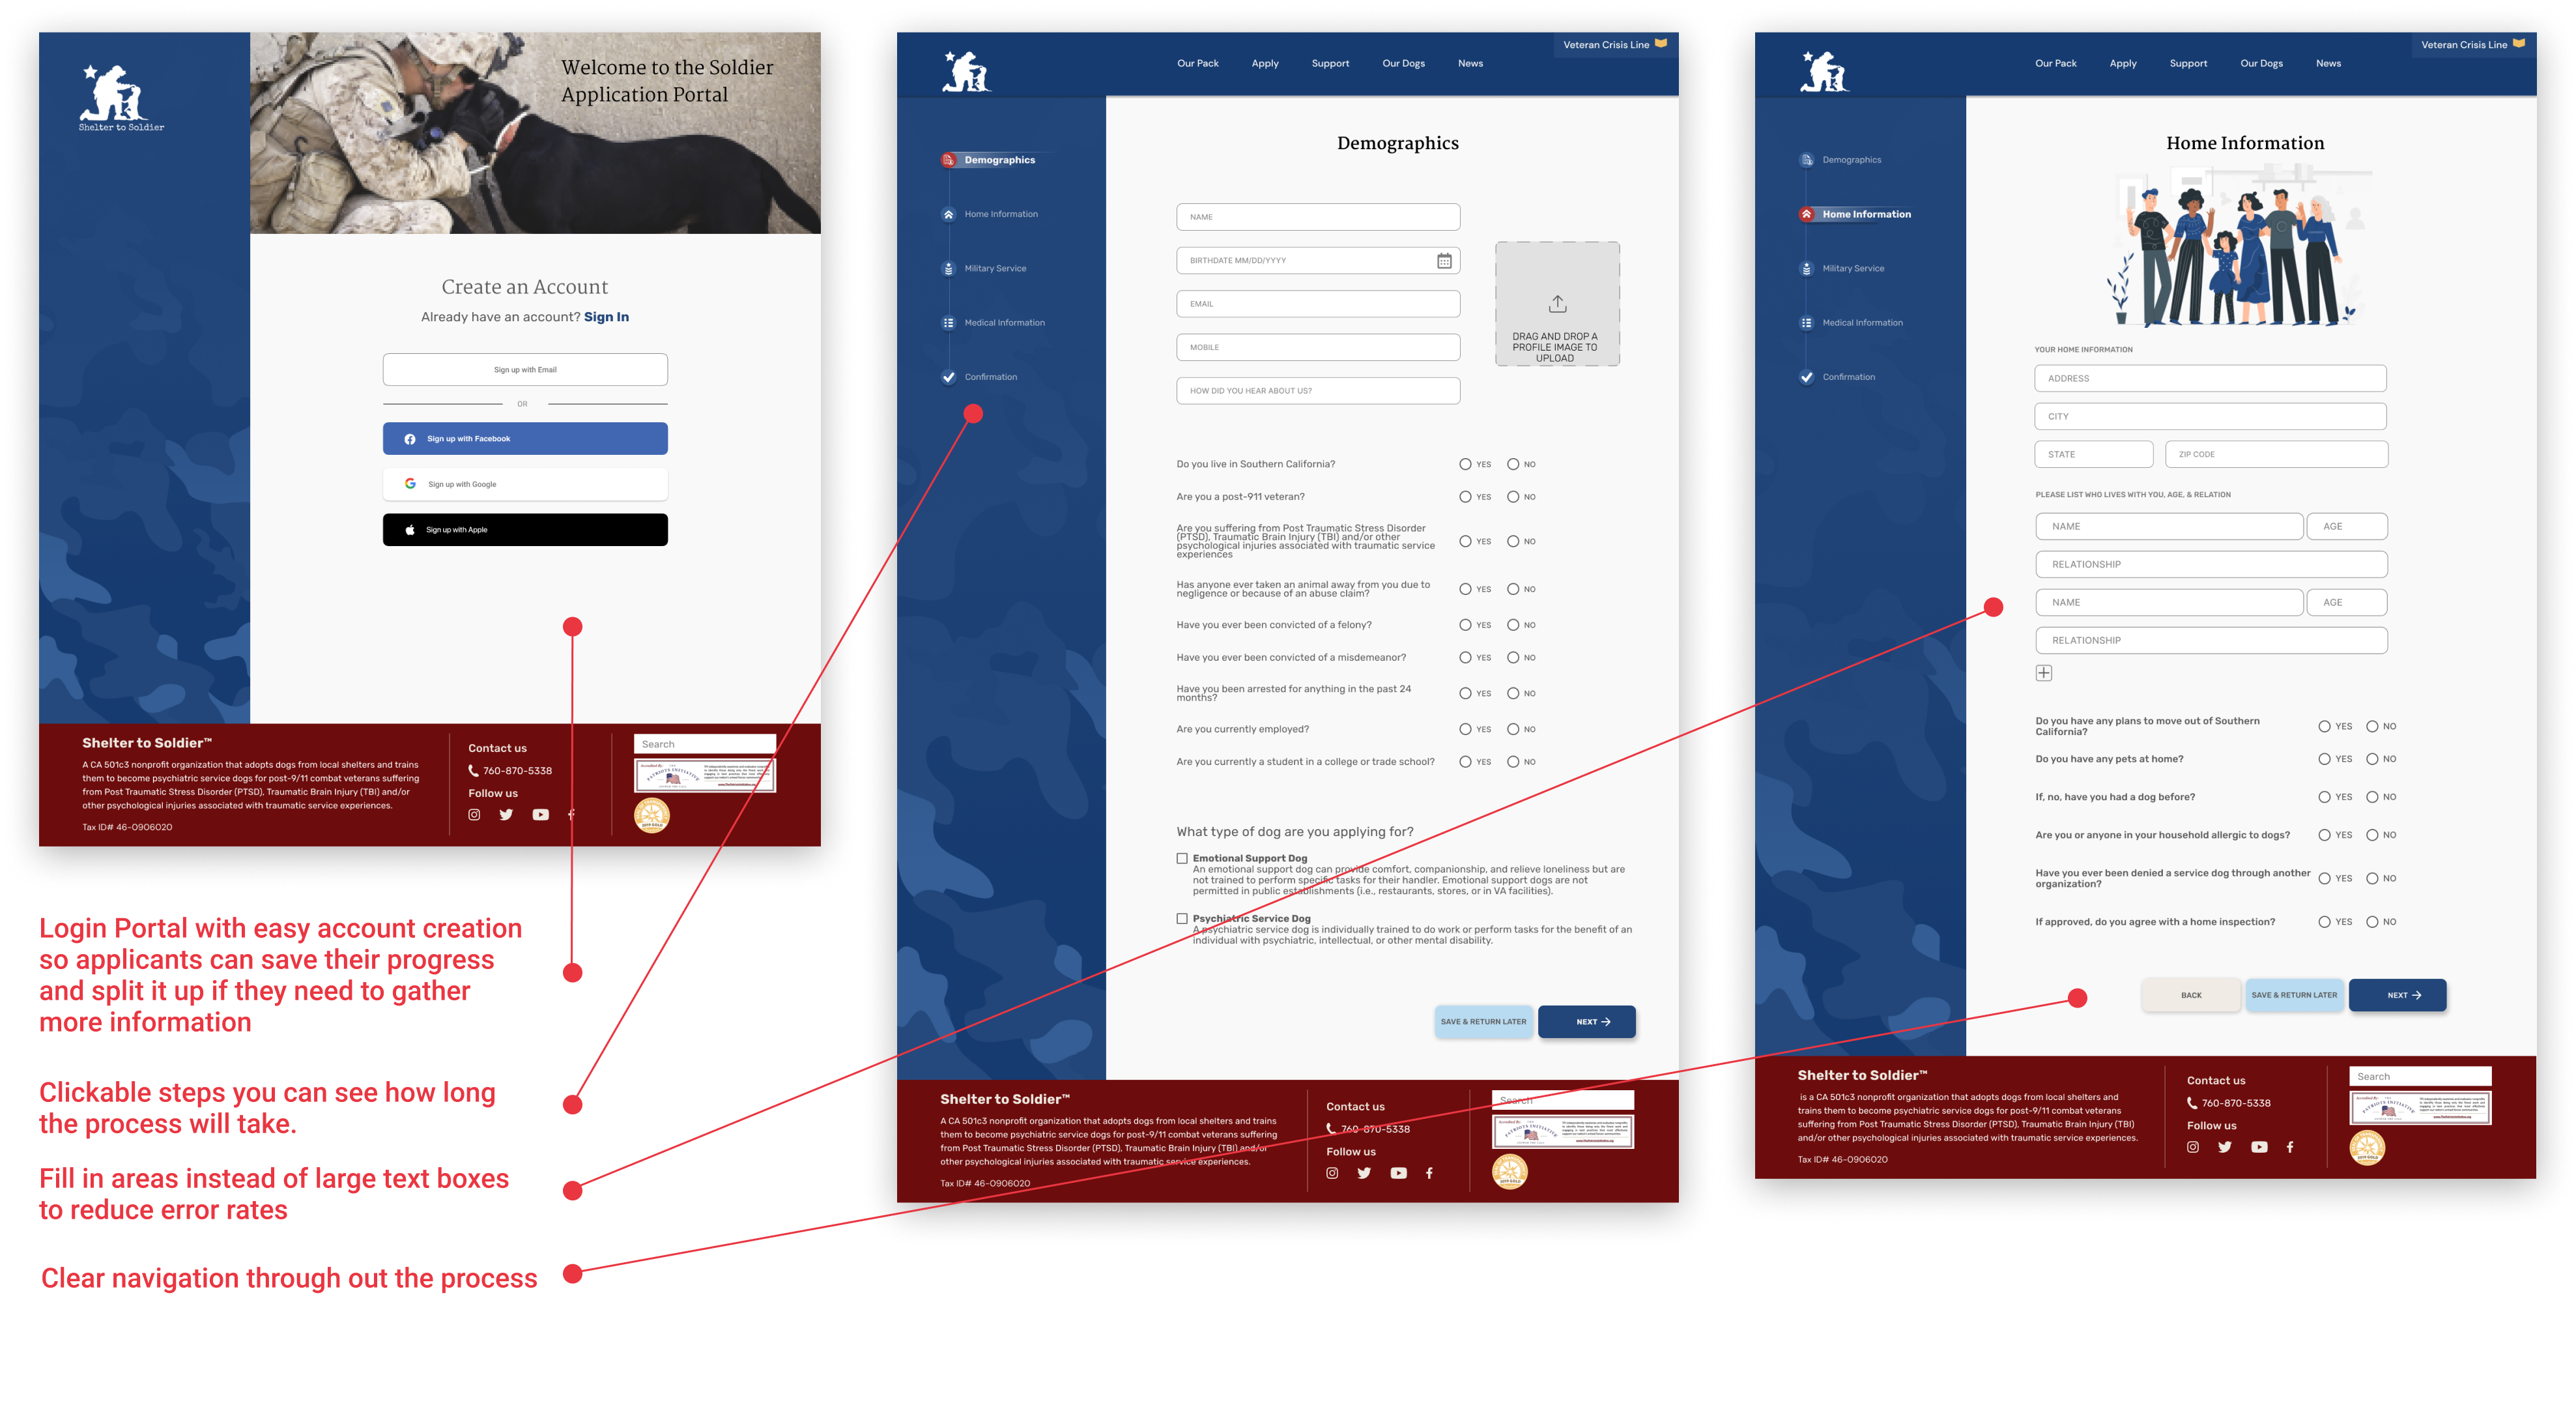 Shelter to Soldier
Welcome to the Soldier
Application Portal
Create an Account
Already have an account? Sign In
Sign up with Email
OR
Sign up with Facebook
Sign up with Google
Sign up with Apple
Shelter to Soldier™
A CA 501c3 nonprofit organization that adopts dogs from local shelters and trains
them to become psychiatric service dogs for post-9/11 combat veterans suffering
from Post Traumatic Stress Disorder (PTSD), Traumatic Brain Injury (TBI) and/or
other psychological injuries associated with traumatic service experiences.
Tax ID# 46-0906020
Contact us
760-870-5338
Follow us
Search
PATRIOTS INITIATIVE
Login Portal with easy account creation
so applicants can save their progress
and split it up if they need to gather
more information
Clickable steps you can see how long
the process will take.
Fill in areas instead of large text boxes
to reduce error rates
Clear navigation through out the process
Veteran Crisis Line
Our Pack Apply Support Our Dogs News
Demographics
Home Information
Military Service
Medical Information
Confirmation
Demographics
NAME
BIRTHDATE MM/DD/YYYY
EMAIL
MOBILE
HOW DID YOU HEAR ABOUT US?
DRAG AND DROP A
PROFILE IMAGE TO
UPLOAD
Do you live in Southern California? YES NO
Are you a post-911 veteran? YES NO
Are you suffering from Post Traumatic Stress Disorder
(PTSD), Traumatic Brain Injury (TBI) and/or other
psychological injuries associated with traumatic service
experiences YES NO
Has anyone ever taken an animal away from you due to
negligence or because of an abuse claim? YES NO
Have you ever been convicted of a felony? YES NO
Have you ever been convicted of a misdemeanor? YES NO
Have you been arrested for anything in the past 24
months? YES NO
Are you currently employed? YES NO
Are you currently a student in a college or trade school? YES NO
What type of dog are you applying for?
Emotional Support Dog
An emotional support dog can provide comfort, companionship, and relieve loneliness but are
not trained to perform specific tasks for their handler. Emotional support dogs are not
permitted in public establishments (i.e., restaurants, stores, or in VA facilities).
Psychiatric Service Dog
A psychiatric service dog is individually trained to do work or perform tasks for the benefit of an
individual with psychiatric, intellectual, or other mental disability.
SAVE & RETURN LATER NEXT
Shelter to Soldier™
A CA 501c3 nonprofit organization that adopts dogs from local shelters and trains
them to become psychiatric service dogs for post-9/11 combat veterans suffering
from Post Traumatic Stress Disorder (PTSD), Traumatic Brain Injury (TBI) and/or
other psychological injuries associated with traumatic service experiences.
Tax ID# 46-0906020
Contact us
760-870-5338
Follow us
Search
PATRIOTS INITIATIVE
Veteran Crisis Line
Our Pack Apply Support Our Dogs News
Demographics
Home Information
Military Service
Medical Information
Confirmation
Home Information
YOUR HOME INFORMATION
ADDRESS
CITY
STATE ZIP CODE
PLEASE LIST WHO LIVES WITH YOU, AGE, & RELATION
NAME AGE
RELATIONSHIP
NAME AGE
RELATIONSHIP
Do you have any plans to move out of Southern
California? YES NO
Do you have any pets at home? YES NO
If, no, have you had a dog before? YES NO
Are you or anyone in your household allergic to dogs? YES NO
Have you ever been denied a service dog through another
organization? YES NO
If approved, do you agree with a home inspection? YES NO
BACK SAVE & RETURN LATER NEXT
Shelter to Soldier™
is a CA 501c3 nonprofit organization that adopts dogs from local shelters and
trains them to become psychiatric service dogs for post-9/11 combat veterans
suffering from Post Traumatic Stress Disorder (PTSD), Traumatic Brain Injury (TBI)
and/or other psychological injuries associated with traumatic service experiences.
Tax ID# 46-0906020
Contact us
760-870-5338
Follow us
Search
PATRIOTS INITIATIVE